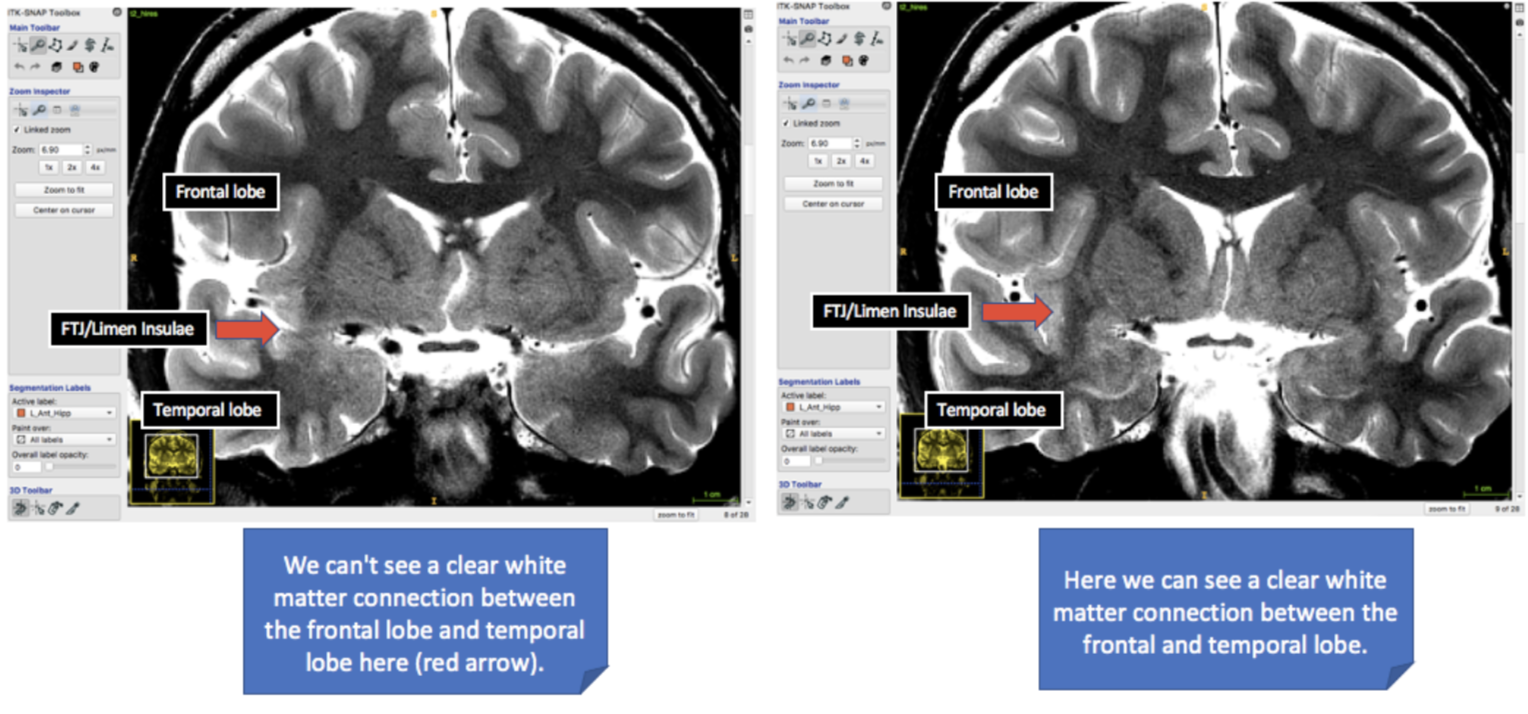 ITK-SNAP Toolbox
Main Toolbar
Zoom Inspector
Linked zoom
Zoom: 6.90 px/mm
1x 2x 4x
Zoom to fit
Center on cursor
Segmentation Labels
Active label:
L_Ant_Hipp
Paint over:
All labels
Overall label opacity:
0
3D Toolbar
t2_hires
S
R
L
I
Frontal lobe
FTJ/Limen Insulae
Temporal lobe
1 cm
zoom to fit
8 of 28
We can't see a clear white
matter connection between
the frontal lobe and temporal
lobe here (red arrow).
ITK-SNAP Toolbox
Main Toolbar
Zoom Inspector
Linked zoom
Zoom: 6.90 px/mm
1x 2x 4x
Zoom to fit
Center on cursor
Segmentation Labels
Active label:
L_Ant_Hipp
Paint over:
All labels
Overall label opacity:
0
3D Toolbar
t2_hires
S
R
L
I
Frontal lobe
FTJ/Limen Insulae
Temporal lobe
1 cm
zoom to fit
9 of 28
Here we can see a clear white
matter connection between the
frontal and temporal lobe.